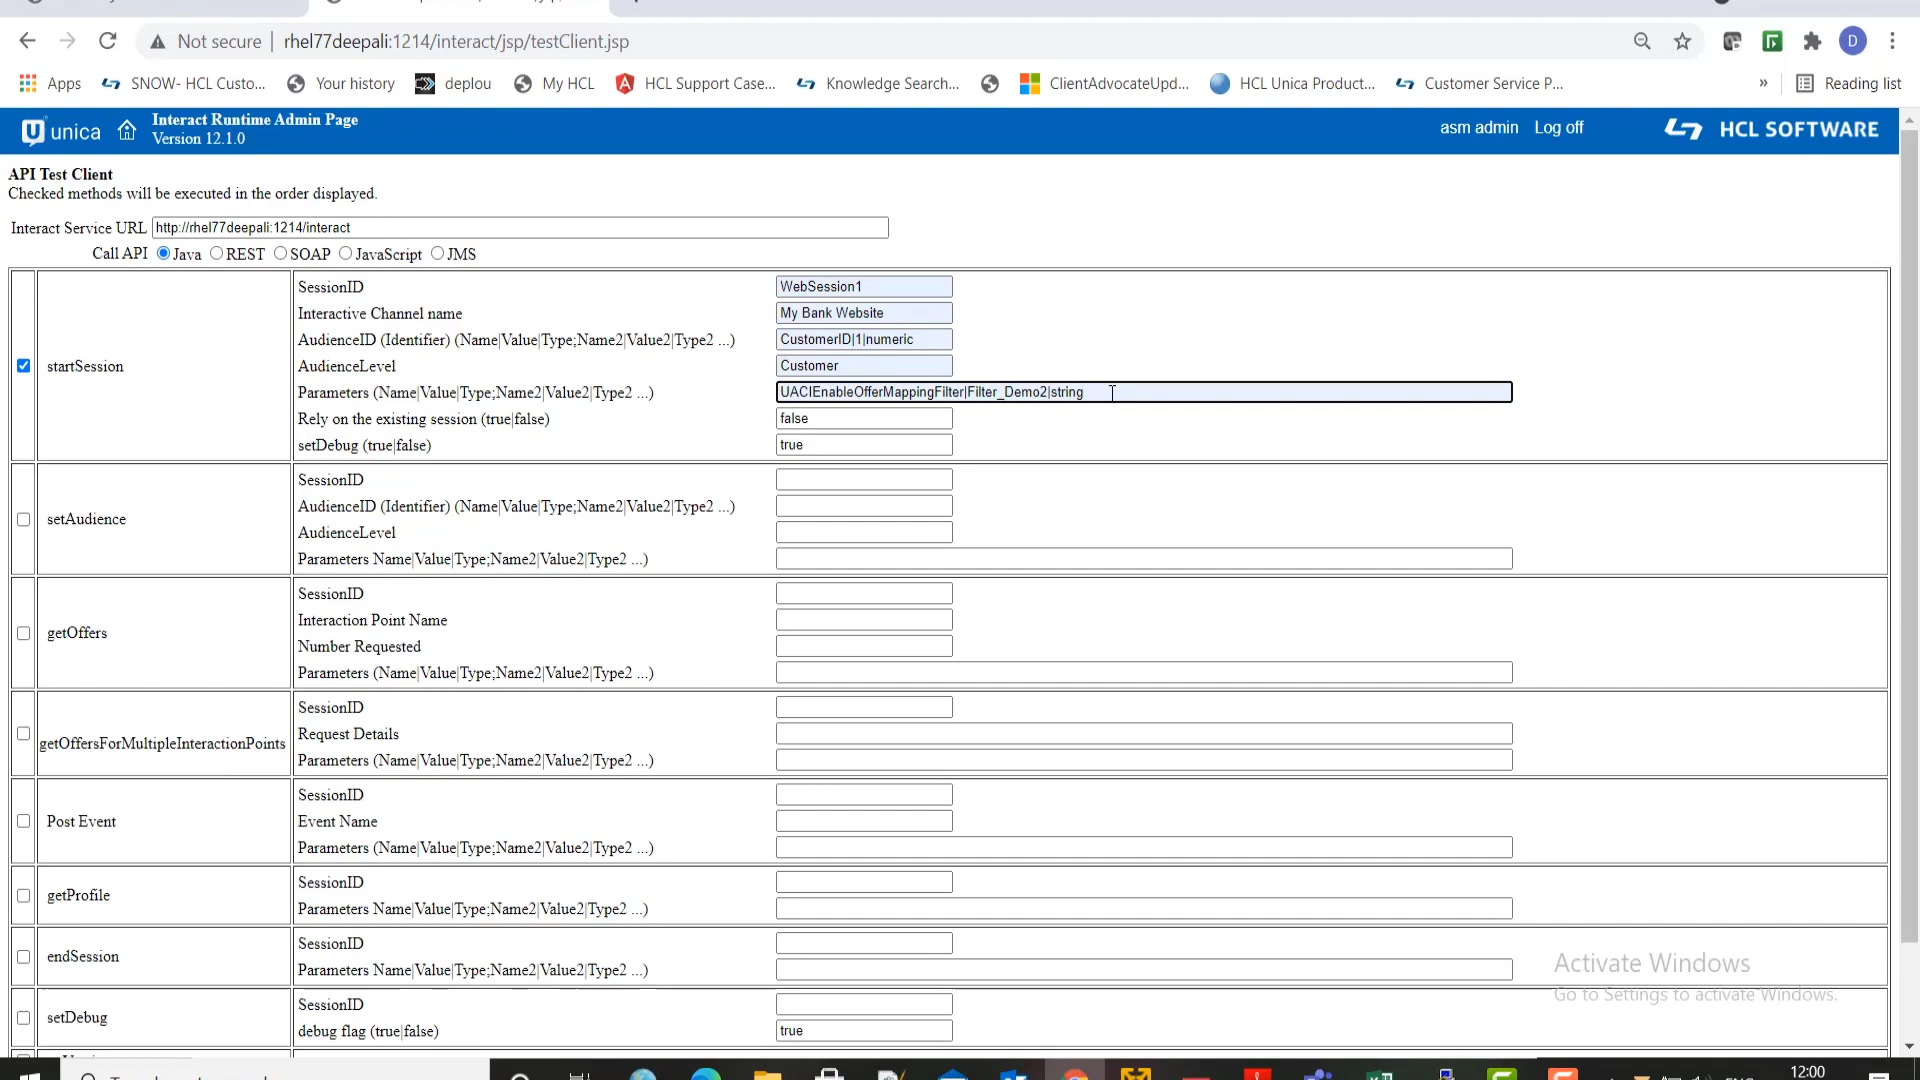 Not secure | rhel77deepali:1214/interact/jsp/testClient.jsp
D
Apps SNOW- HCL Custo... Your history deplou My HCL HCL Support Case... Knowledge Search... ClientAdvocateUpd... HCL Unica Product... Customer Service P... » Reading list
unica Interact Runtime Admin Page asm admin Log off HCL SOFTWARE
Version 12.1.0
API Test Client
Checked methods will be executed in the order displayed.
Interact Service URL http://rhel77deepali:1214/interact
Call API Java REST SOAP JavaScript JMS
startSession
SessionID WebSession1
Interactive Channel name My Bank Website
AudienceID (Identifier) (Name|Value|Type;Name2|Value2|Type2 ...) CustomerID|1|numeric
AudienceLevel Customer
Parameters (Name|Value|Type;Name2|Value2|Type2 ...) UACIEnableOfferMappingFilter|Filter_Demo2|string
Rely on the existing session (true|false) false
setDebug (true|false) true
setAudience
SessionID
AudienceID (Identifier) (Name|Value|Type;Name2|Value2|Type2 ...)
AudienceLevel
Parameters Name|Value|Type;Name2|Value2|Type2 ...)
getOffers
SessionID
Interaction Point Name
Number Requested
Parameters (Name|Value|Type;Name2|Value2|Type2 ...)
getOffersForMultipleInteractionPoints
SessionID
Request Details
Parameters (Name|Value|Type;Name2|Value2|Type2 ...)
Post Event
SessionID
Event Name
Parameters (Name|Value|Type;Name2|Value2|Type2 ...)
getProfile
SessionID
Parameters Name|Value|Type;Name2|Value2|Type2 ...)
endSession
SessionID
Parameters Name|Value|Type;Name2|Value2|Type2 ...)
setDebug
SessionID
debug flag (true|false) true
Activate Windows
Go to Settings to activate Windows.
12:00